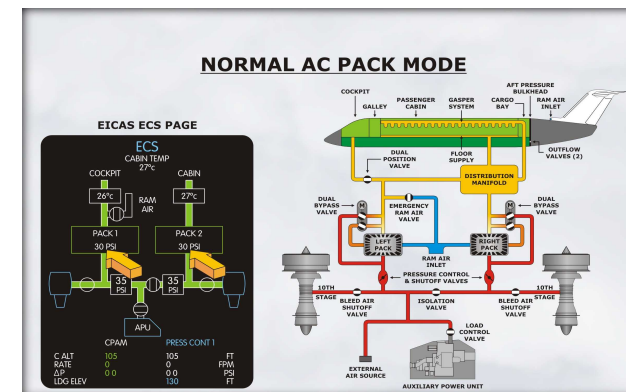 NORMAL AC PACK MODE
EICAS ECS PAGE
ECS
CABIN TEMP
27°c
COCKPIT
CABIN
26°c
27°c
RAM
AIR
PACK 1
30 PSI
PACK 2
30 PSI
35
PSI
35
PSI
APU
CPAM
PRESS CONT 1
C ALT 105 105 FT
RATE 0 0 FPM
ΔP 0 0 0 0 PSI
LDG ELEV 130 FT
COCKPIT
GALLEY
PASSENGER
CABIN
GASPER
SYSTEM
CARGO
BAY
AFT PRESSURE
BULKHEAD
RAM AIR
INLET
OUTFLOW
VALVES (2)
DUAL
POSITION
VALVE
FLOOR
SUPPLY
DISTRIBUTION
MANIFOLD
DUAL
BYPASS
VALVE
M
EMERGENCY
RAM AIR
VALVE
M
DUAL
BYPASS
VALVE
LEFT
PACK
RAM AIR
INLET
RIGHT
PACK
PRESSURE CONTROL
& SHUTOFF VALVES
10TH
STAGE
BLEED AIR
SHUTOFF
VALVE
ISOLATION
VALVE
BLEED AIR
SHUTOFF
VALVE
10TH
STAGE
LOAD
CONTROL
VALVE
EXTERNAL
AIR SOURCE
AUXILIARY POWER UNIT